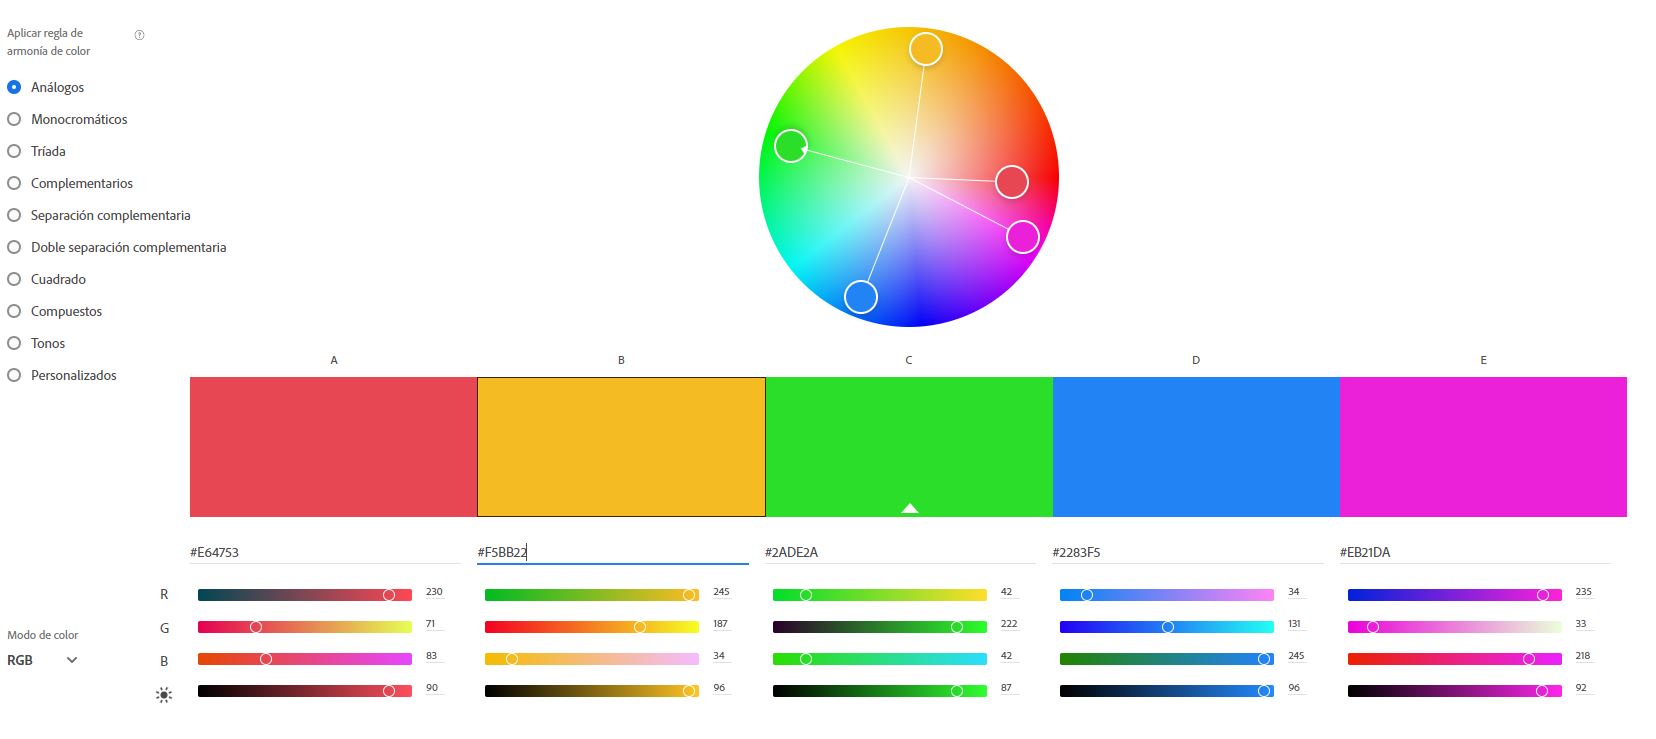 Aplicar regla de
armonía de color
?
Análogos
Monocromáticos
Tríada
Complementarios
Separación complementaria
Doble separación complementaria
Cuadrado
Compuestos
Tonos
Personalizados
A B C D E
#E64753 #F5BB22 #2ADE2A #2283F5 #EB21DA
R 230 245 42 34 235
G 71 187 222 131 33
Modo de color
RGB
B 83 34 42 245 218
90 96 87 96 92